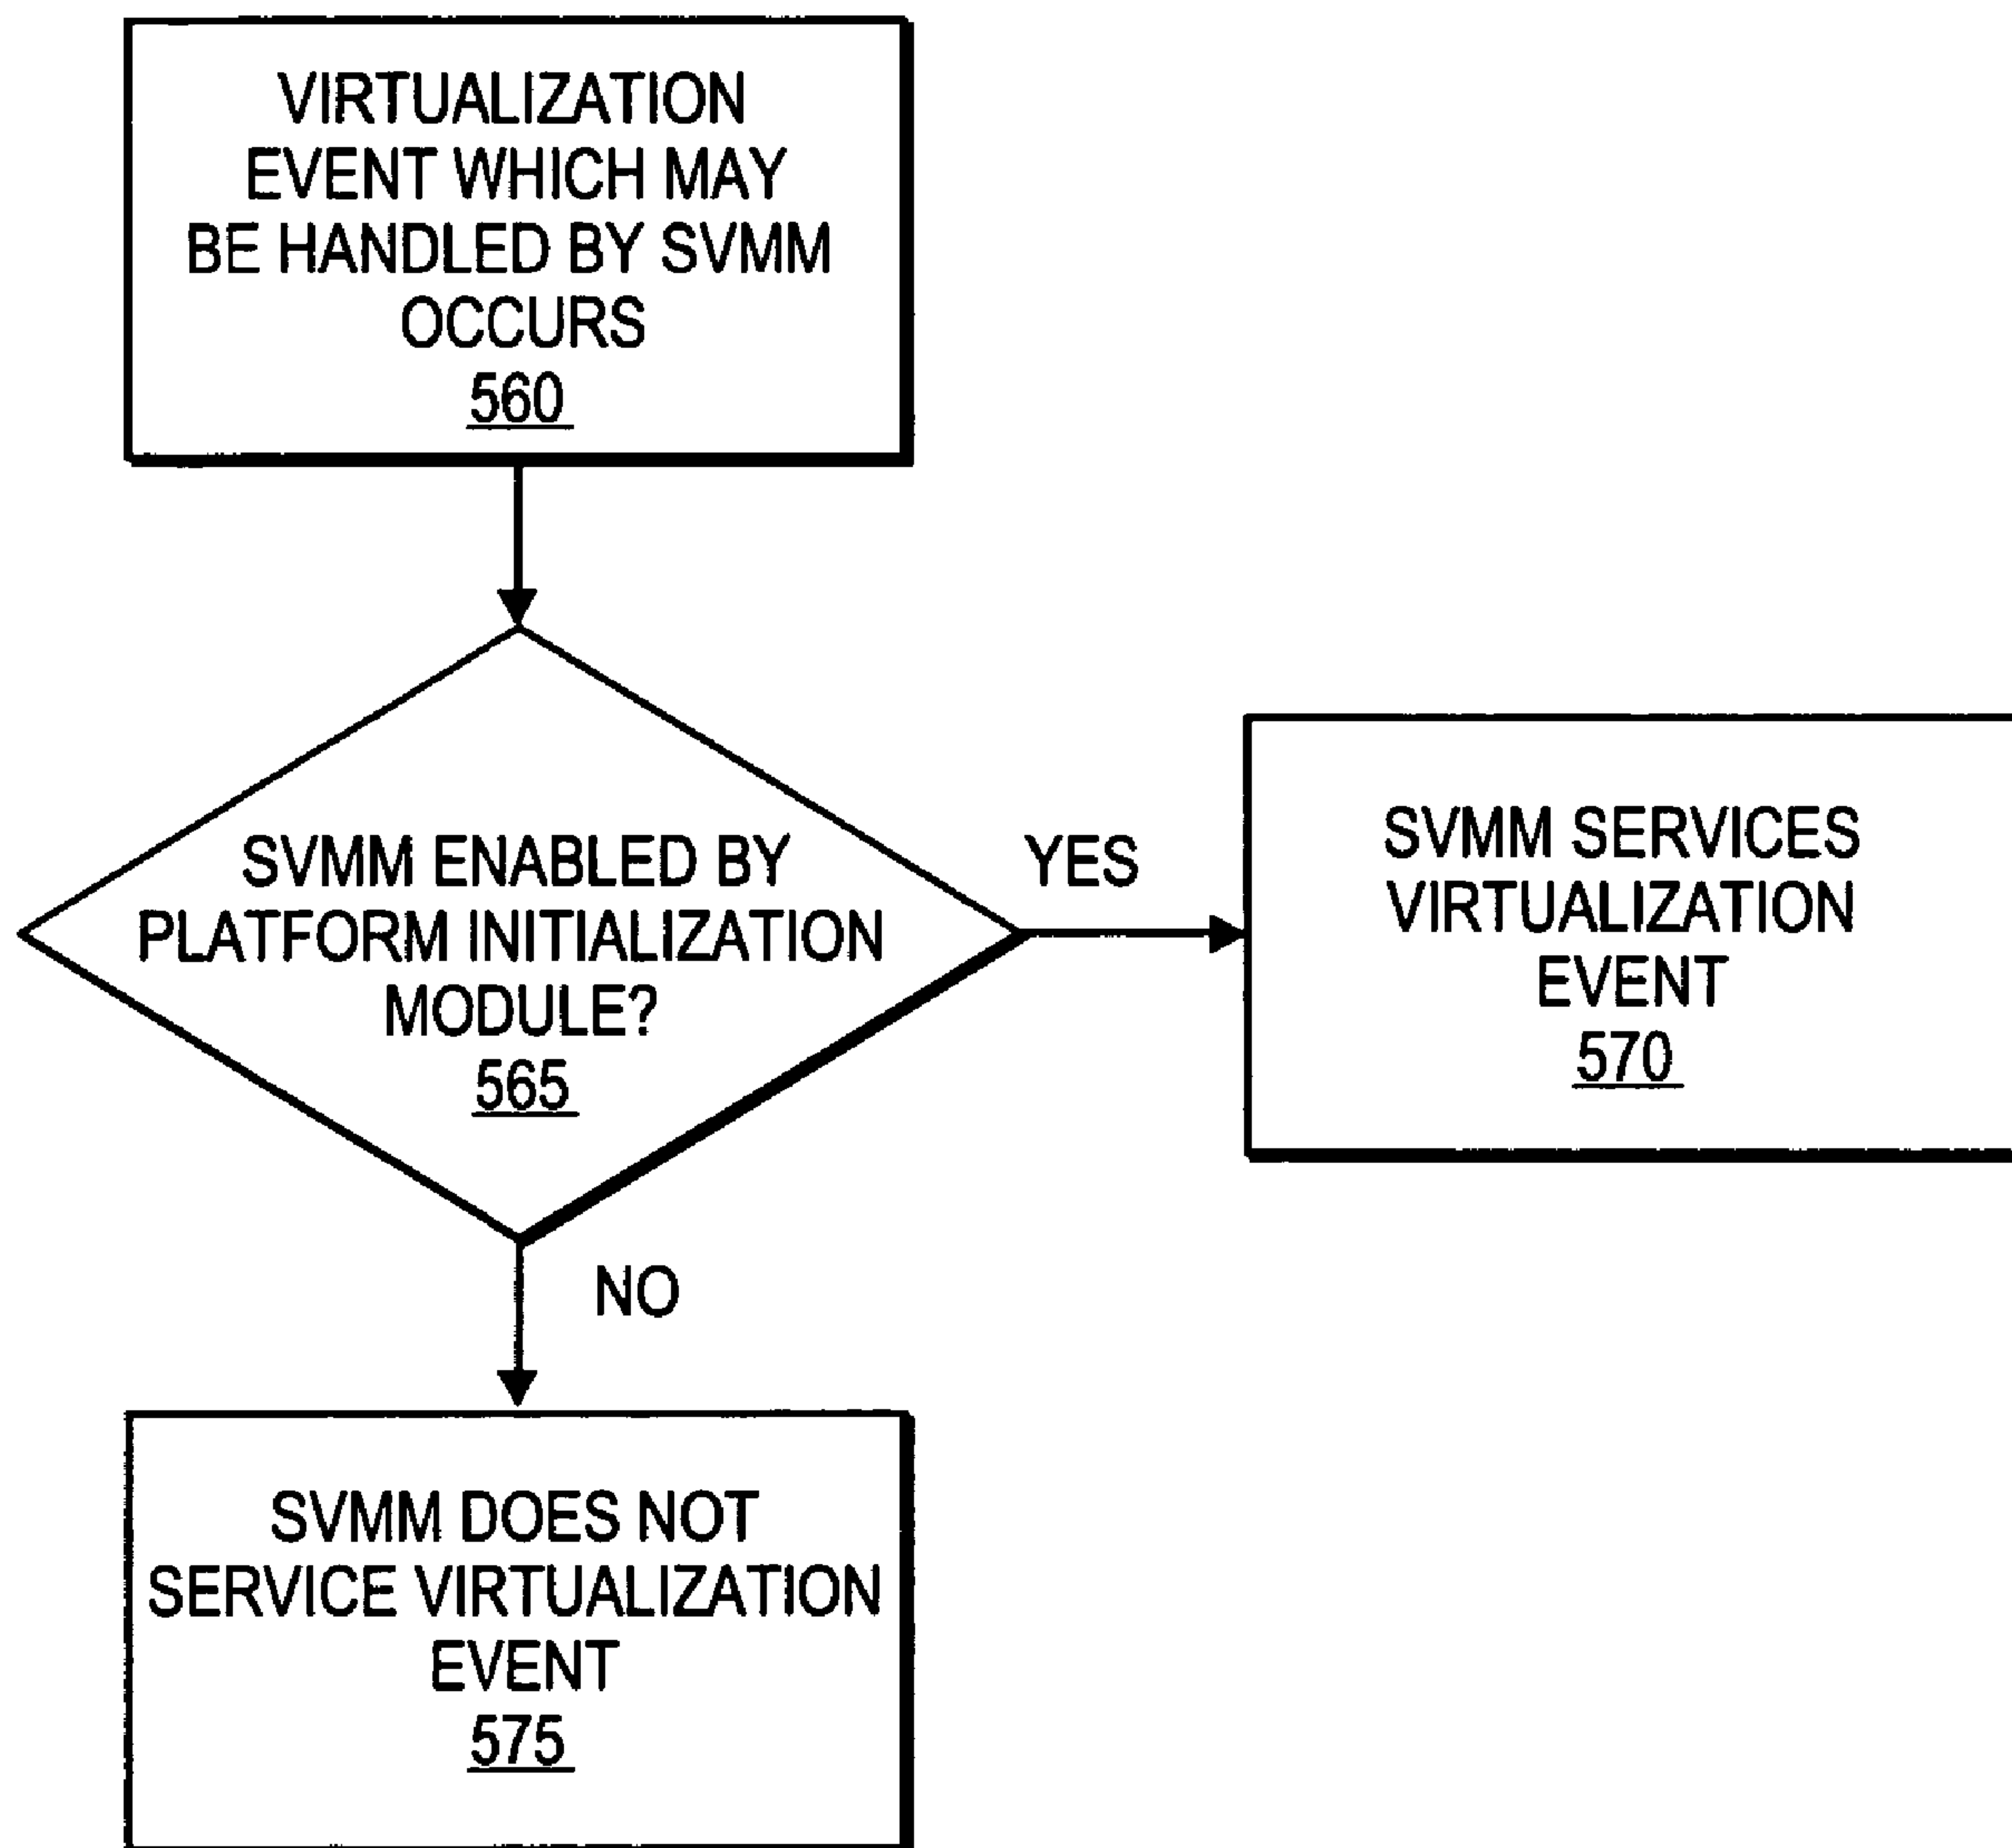 VIRTUALIZATION
EVENT WHICH MAY
BE HANDLED BY SVMM
OCCURS
560
SVMM ENABLED BY
PLATFORM INITIALIZATION
MODULE?
565
YES
SVMM SERVICES
VIRTUALIZATION
EVENT
570
NO
SVMM DOES NOT
SERVICE VIRTUALIZATION
EVENT
575